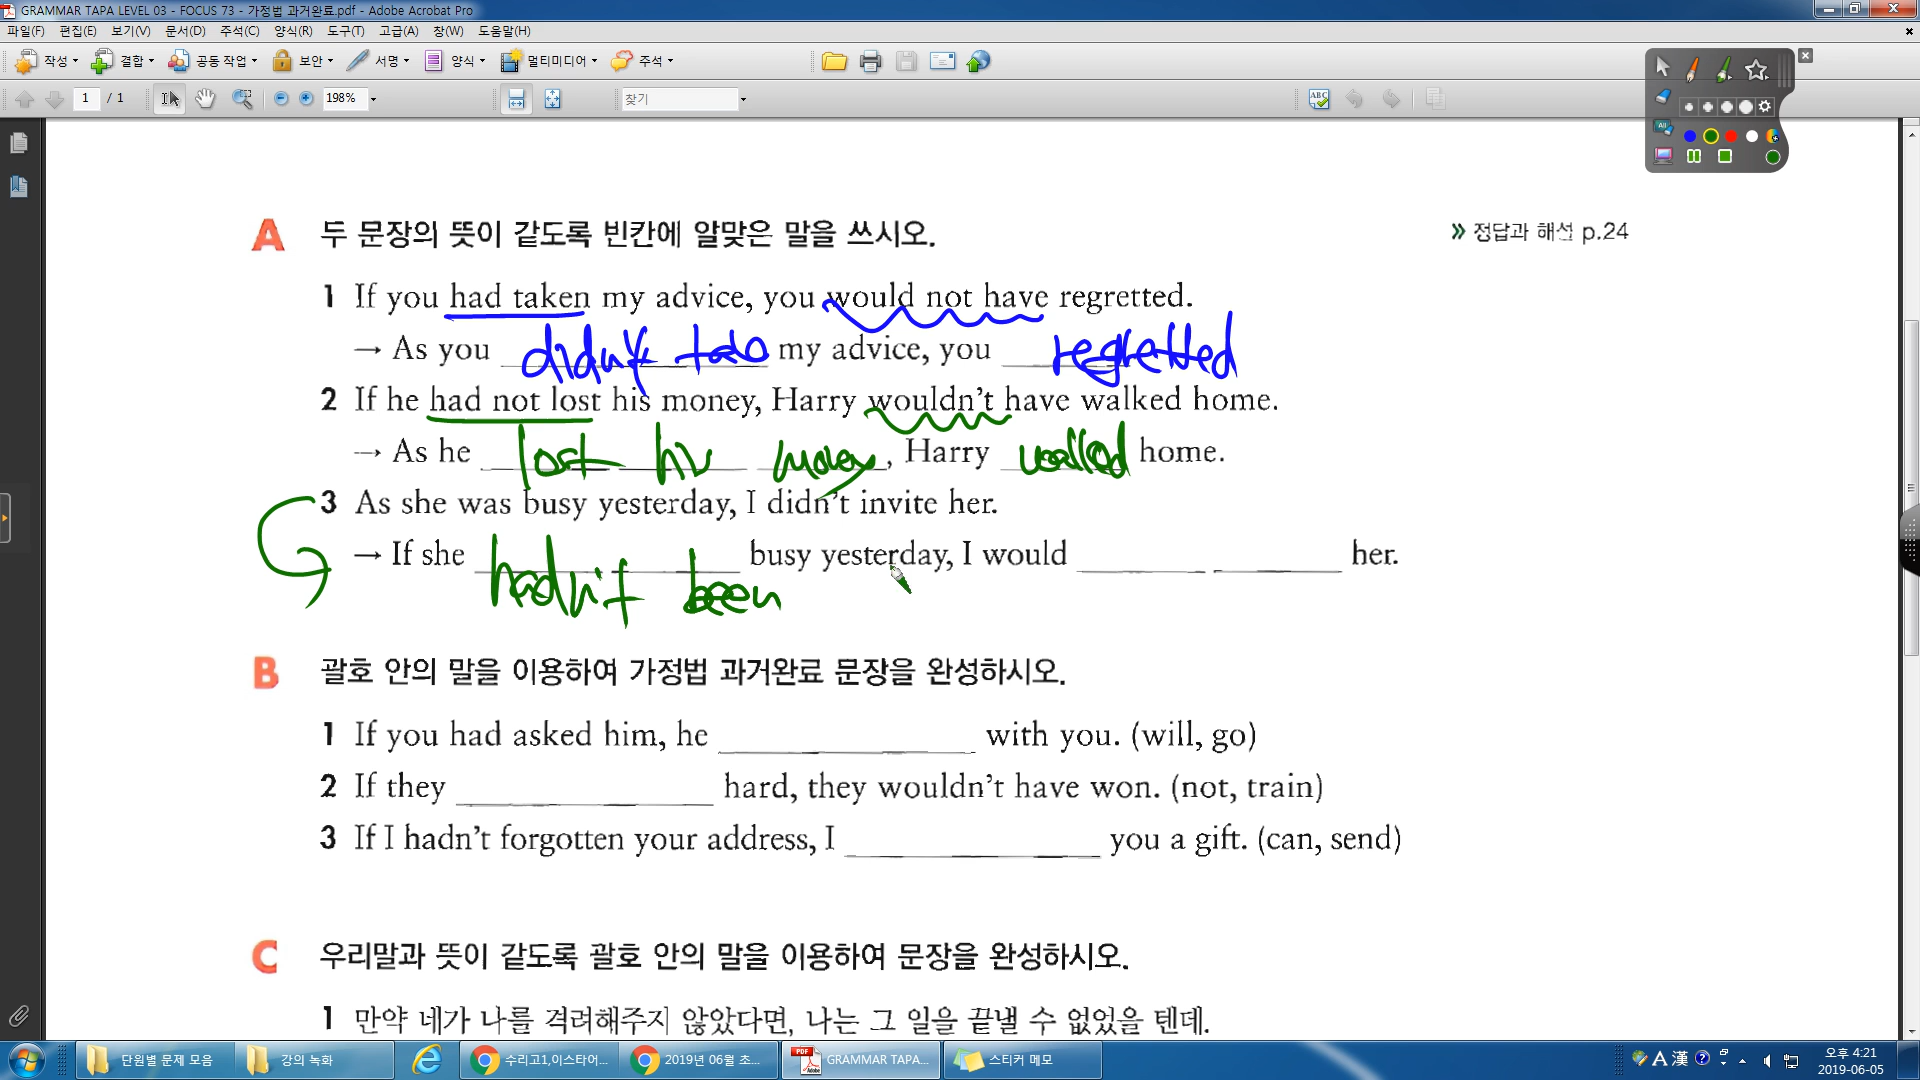 GRAMMAR TAPA LEVEL 03 - FOCUS 73 - 가정법 과거완료.pdf - Adobe Acrobat Pro
파일(F) 편집(E) 보기(V) 문서(D) 주석(C) 양식(R) 도구(T) 고급(A) 창(W) 도움말(H)
작성 결합 공동 작업 보안 서명 양식 멀티미디어 주석
1 / 1 198% 찾기
A 두 문장의 뜻이 같도록 빈칸에 알맞은 말을 쓰시오.
» 정답과 해설 p.24
1 If you had taken my advice, you would not have regretted.
→ As you didn't my advice, you regretted
2 If he had not lost his money, Harry wouldn't have walked home.
→ As he lost his money, Harry walked home.
3 As she was busy yesterday, I didn't invite her.
→ If she hadn't been busy yesterday, I would ____ ____ her.
B 괄호 안의 말을 이용하여 가정법 과거완료 문장을 완성하시오.
1 If you had asked him, he ____ with you. (will, go)
2 If they ____ hard, they wouldn't have won. (not, train)
3 If I hadn't forgotten your address, I ____ you a gift. (can, send)
C 우리말과 뜻이 같도록 괄호 안의 말을 이용하여 문장을 완성하시오.
1 만약 네가 나를 격려해주지 않았다면, 나는 그 일을 끝낼 수 없었을 텐데.
단원별 문제 모음 강의 녹화 수리고1,이스타어... 2019년 06월 초... GRAMMAR TAPA... 스티커 메모 A 漢 오후 4:21
2019-06-05